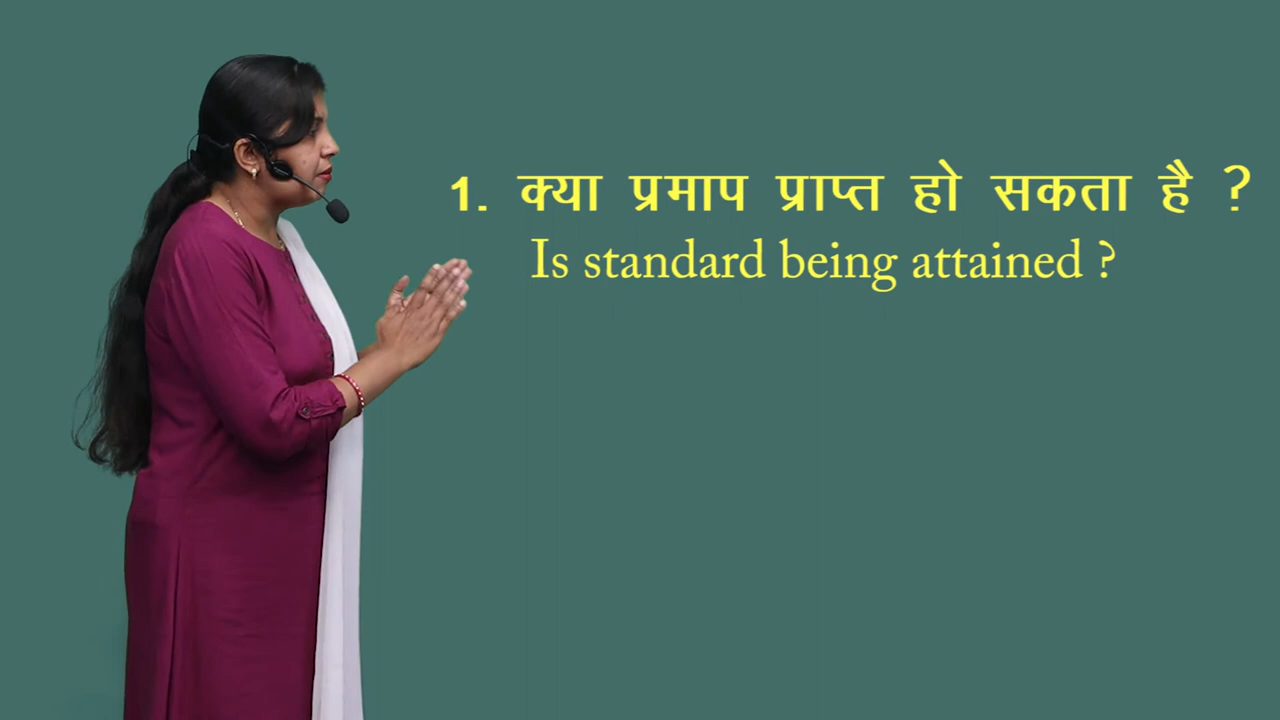 1. क्या प्रमाप प्राप्त हो सकता है ?
Is standard being attained ?